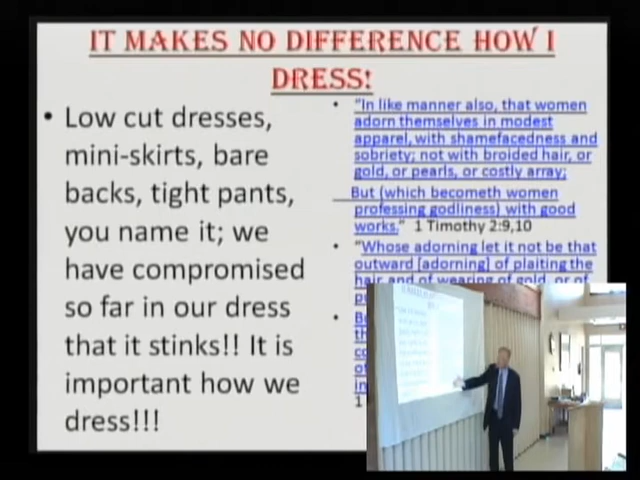 IT MAKES NO DIFFERENCE HOW I
DRESS!
• Low cut dresses,
mini-skirts, bare
backs, tight pants,
you name it; we
have compromised
so far in our dress
that it stinks!! It is
important how we
dress!!!
• "In like manner also, that women
adorn themselves in modest
apparel, with shamefacedness and
sobriety; not with broided hair, or
gold, or pearls, or costly array;
But (which becometh women
professing godliness) with good
works." 1 Timothy 2:9,10
• "Whose adorning let it not be that
outward [adorning] of plaiting the
hair, and of wearing of gold, or of
1